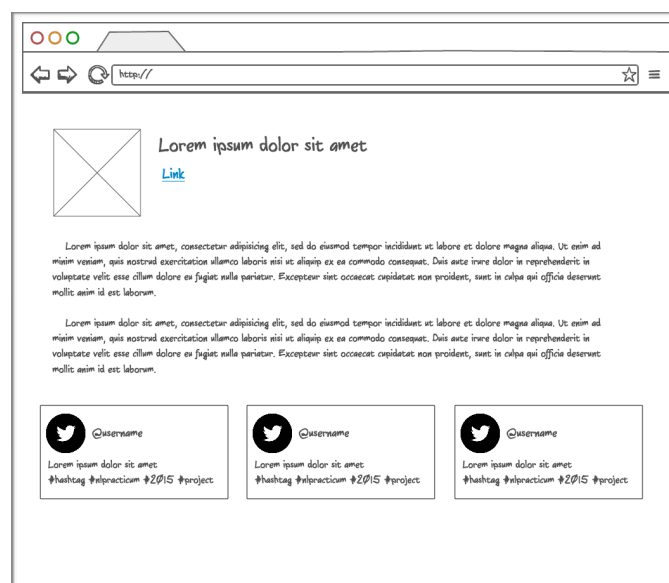 http://
Lorem ipsum dolor sit amet
Link
Lorem ipsum dolor sit amet, consectetur adipisicing elit, sed do eiusmod tempor incididunt ut labore et dolore magna aliqua. Ut enim ad
minim veniam, quis nostrud exercitation ullamco laboris nisi ut aliquip ex ea commodo consequat. Duis aute irure dolor in reprehenderit in
voluptate velit esse cillum dolore eu fugiat nulla pariatur. Excepteur sint occaecat cupidatat non proident, sunt in culpa qui officia deserunt
mollit anim id est laborum.
Lorem ipsum dolor sit amet, consectetur adipisicing elit, sed do eiusmod tempor incididunt ut labore et dolore magna aliqua. Ut enim ad
minim veniam, quis nostrud exercitation ullamco laboris nisi ut aliquip ex ea commodo consequat. Duis aute irure dolor in reprehenderit in
voluptate velit esse cillum dolore eu fugiat nulla pariatur. Excepteur sint occaecat cupidatat non proident, sunt in culpa qui officia deserunt
mollit anim id est laborum.
@username
Lorem ipsum dolor sit amet
#hashtag #nlpracticum #2015 #project
@username
Lorem ipsum dolor sit amet
#hashtag #nlpracticum #2015 #project
@username
Lorem ipsum dolor sit amet
#hashtag #nlpracticum #2015 #project